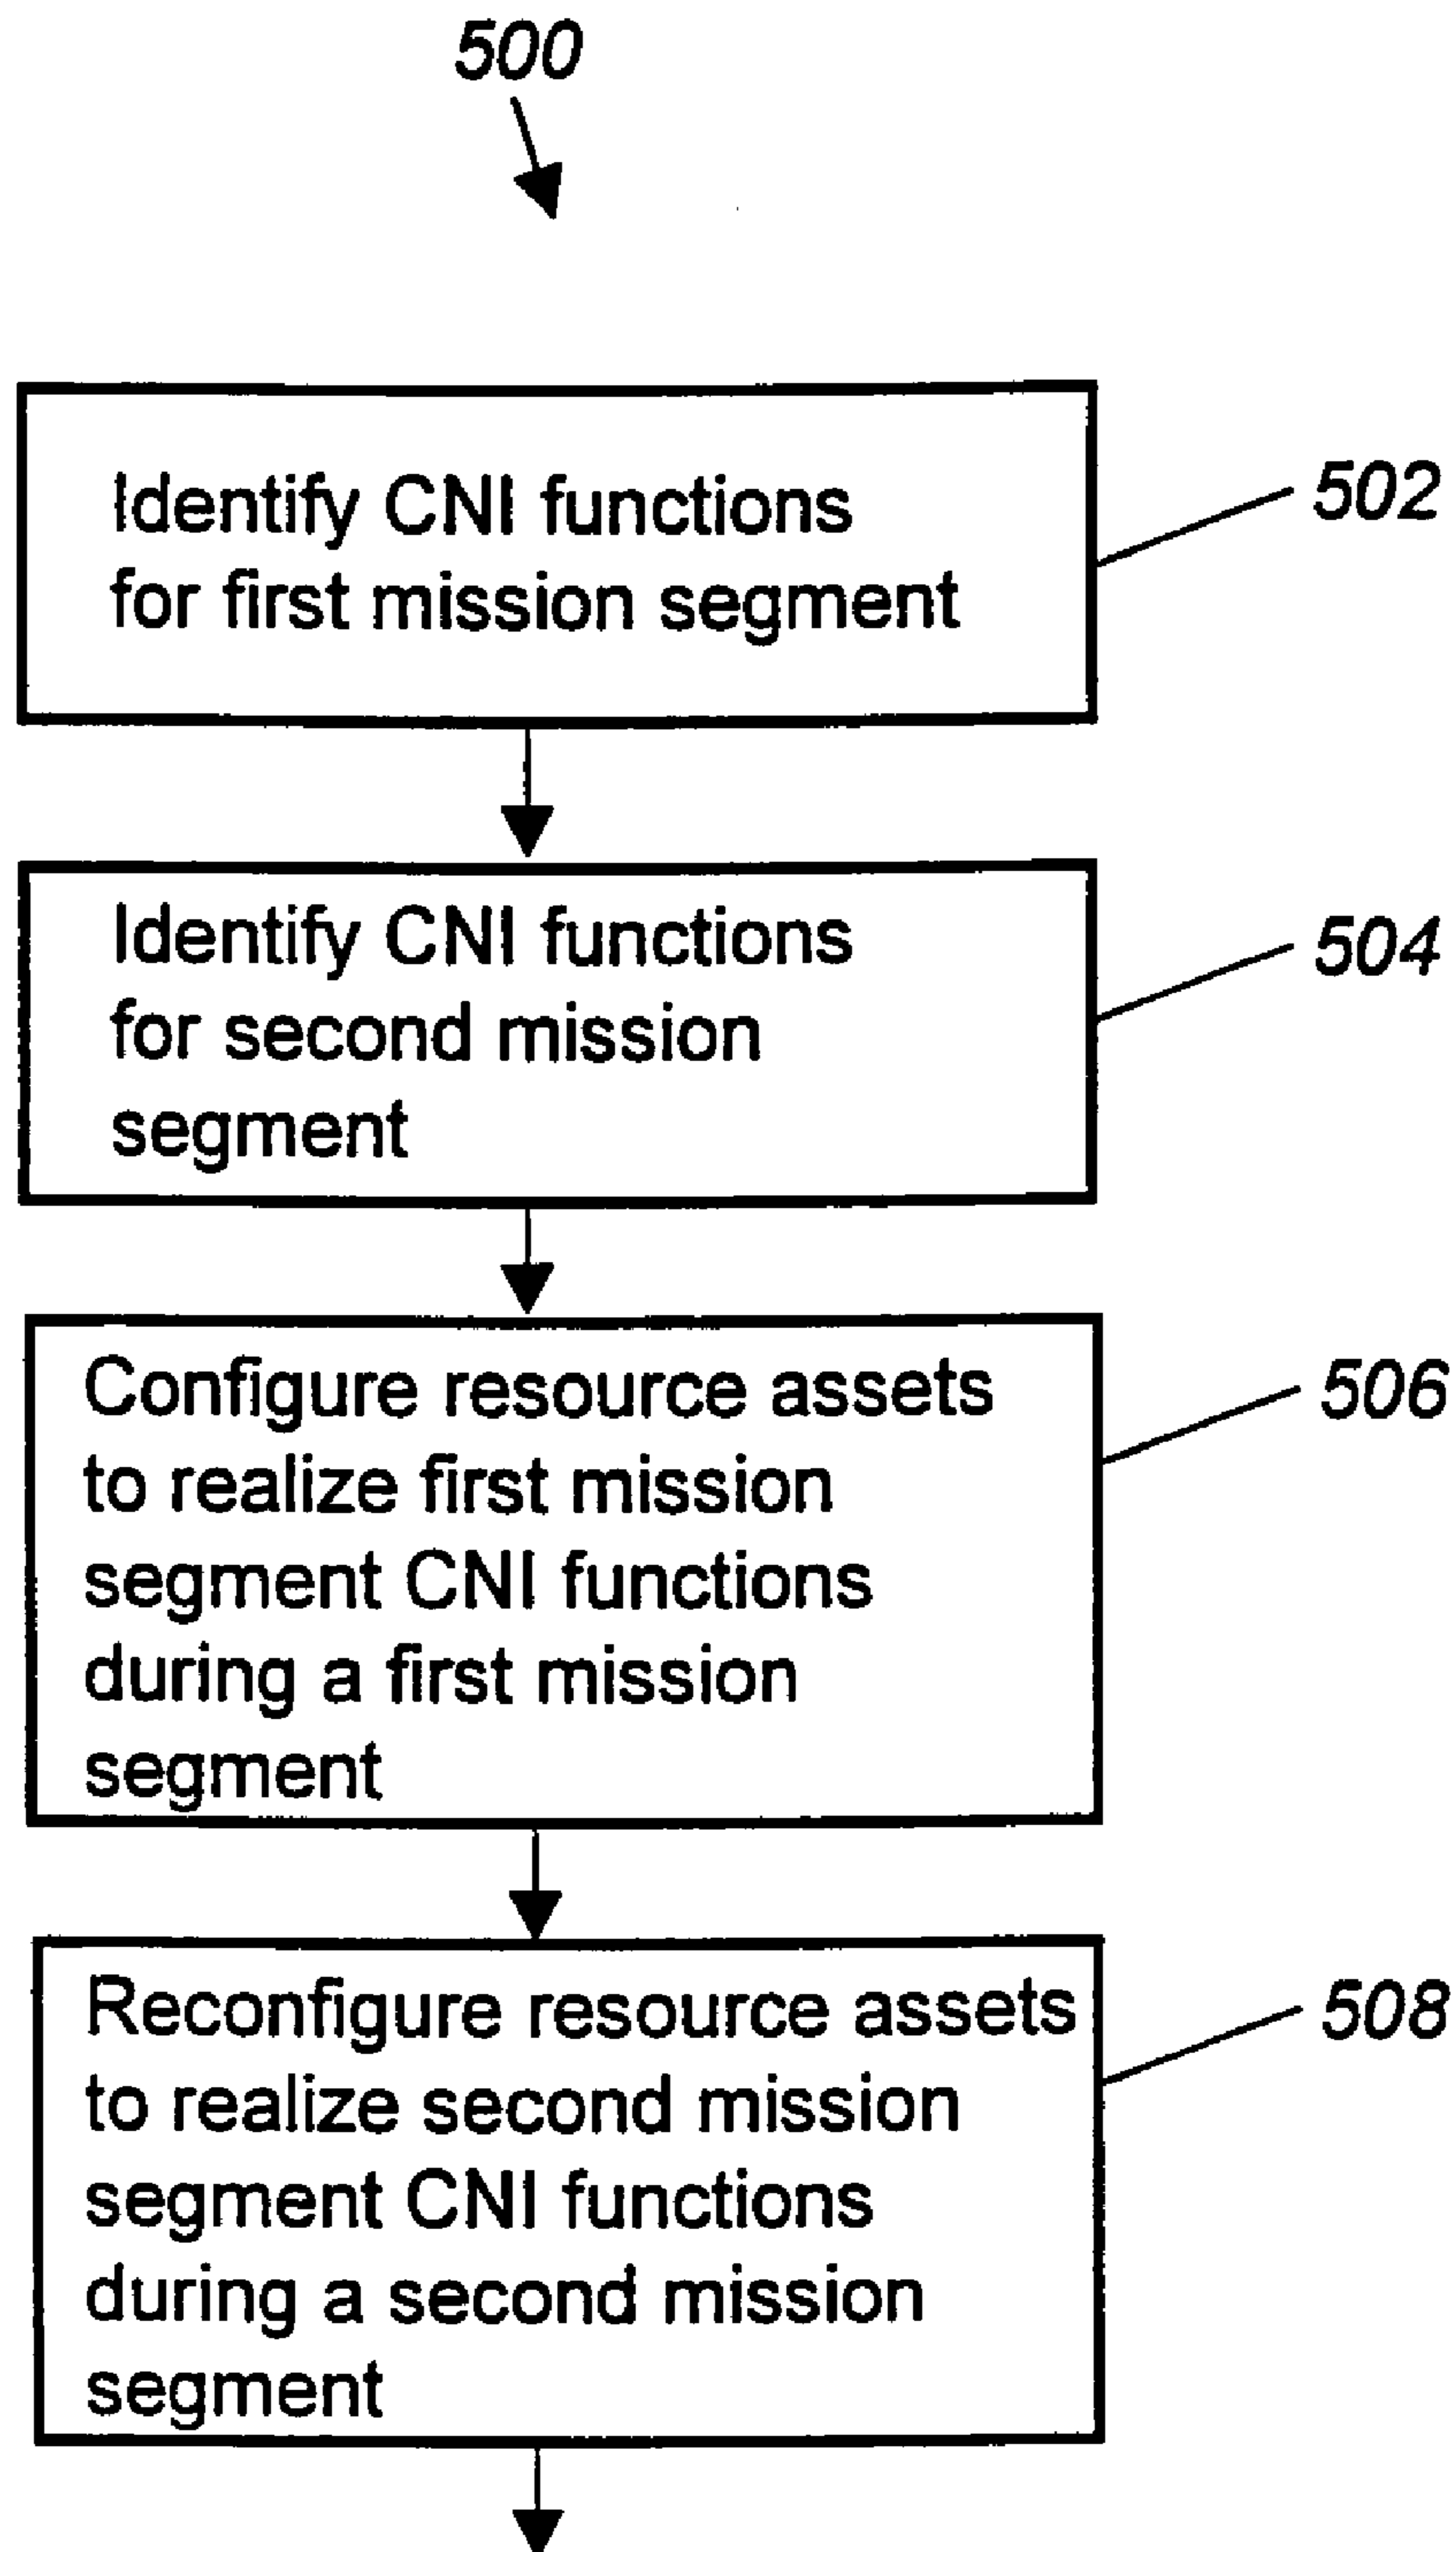 500
Identify CNI functions
for first mission segment
502
Identify CNI functions
for second mission
segment
504
Configure resource assets
to realize first mission
segment CNI functions
during a first mission
segment
506
Reconfigure resource assets
to realize second mission
segment CNI functions
during a second mission
segment
508